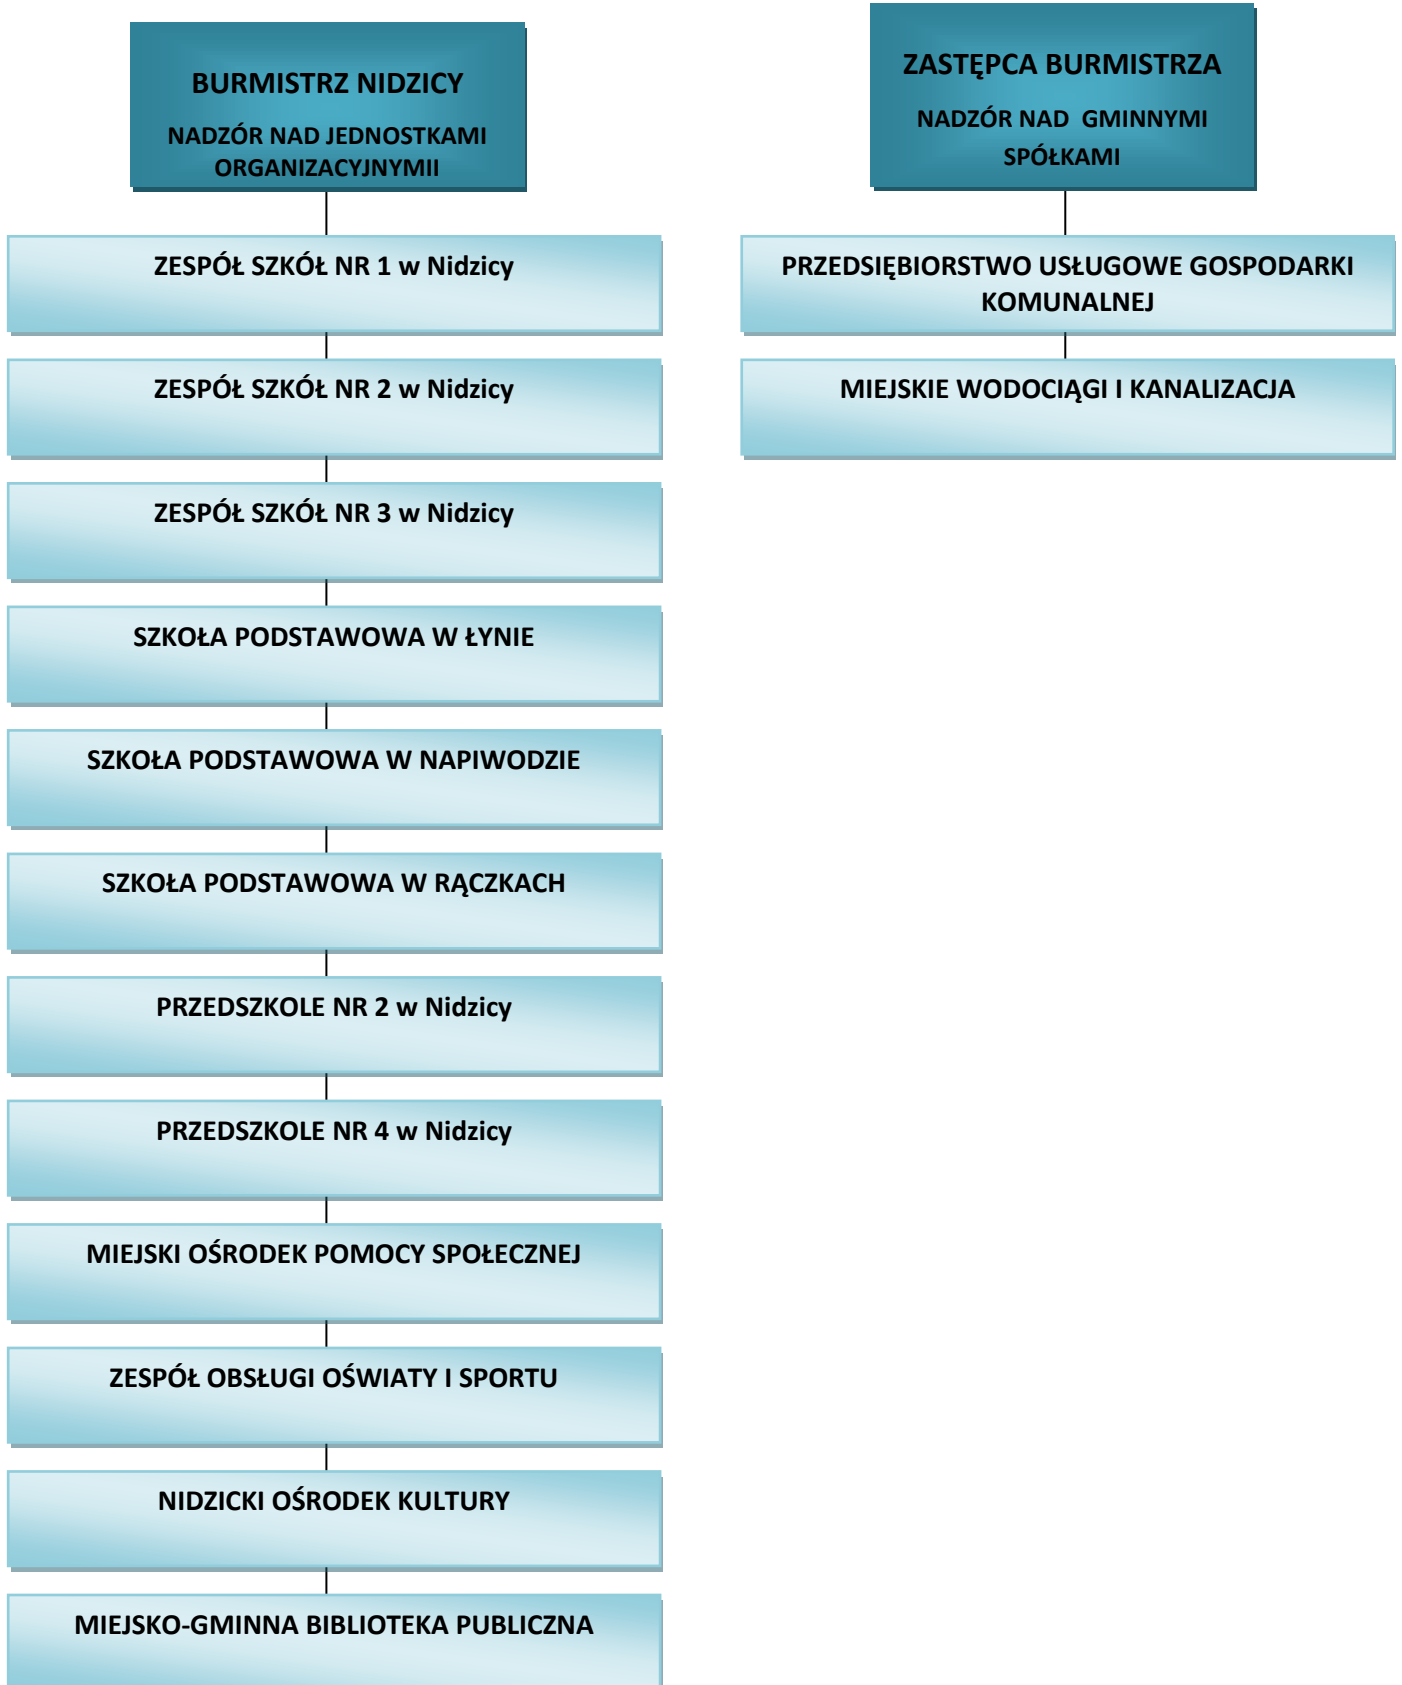 BURMISTRZ NIDZICY
NADZÓR NAD JEDNOSTKAMI
ORGANIZACYJNYMII
ZESPÓŁ SZKÓŁ NR 1 w Nidzicy
ZESPÓŁ SZKÓŁ NR 2 w Nidzicy
ZESPÓŁ SZKÓŁ NR 3 w Nidzicy
SZKOŁA PODSTAWOWA W ŁYNIE
SZKOŁA PODSTAWOWA W NAPIWODZIE
SZKOŁA PODSTAWOWA W RĄCZKACH
PRZEDSZKOLE NR 2 w Nidzicy
PRZEDSZKOLE NR 4 w Nidzicy
MIEJSKI OŚRODEK POMOCY SPOŁECZNEJ
ZESPÓŁ OBSŁUGI OŚWIATY I SPORTU
NIDZICKI OŚRODEK KULTURY
MIEJSKO-GMINNA BIBLIOTEKA PUBLICZNA
ZASTĘPCA BURMISTRZA
NADZÓR NAD GMINNYMI
SPÓŁKAMI
PRZEDSIĘBIORSTWO USŁUGOWE GOSPODARKI
KOMUNALNEJ
MIEJSKIE WODOCIĄGI I KANALIZACJA